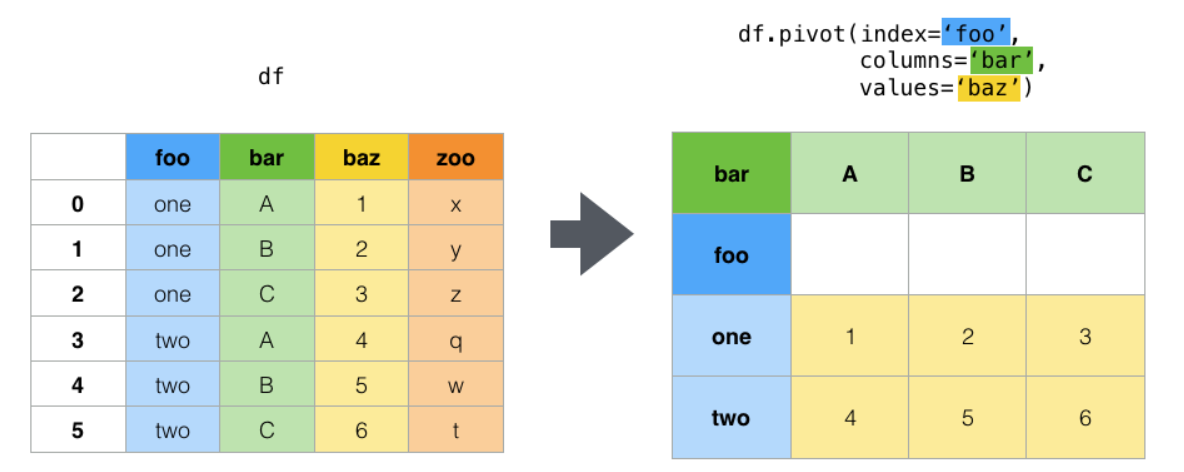 df.pivot(index=‘foo’,
columns=‘bar’,
values=‘baz’)
df
foo bar baz zoo
0 one A 1 x
1 one B 2 y
2 one C 3 z
3 two A 4 q
4 two B 5 w
5 two C 6 t
bar A B C
foo
one 1 2 3
two 4 5 6